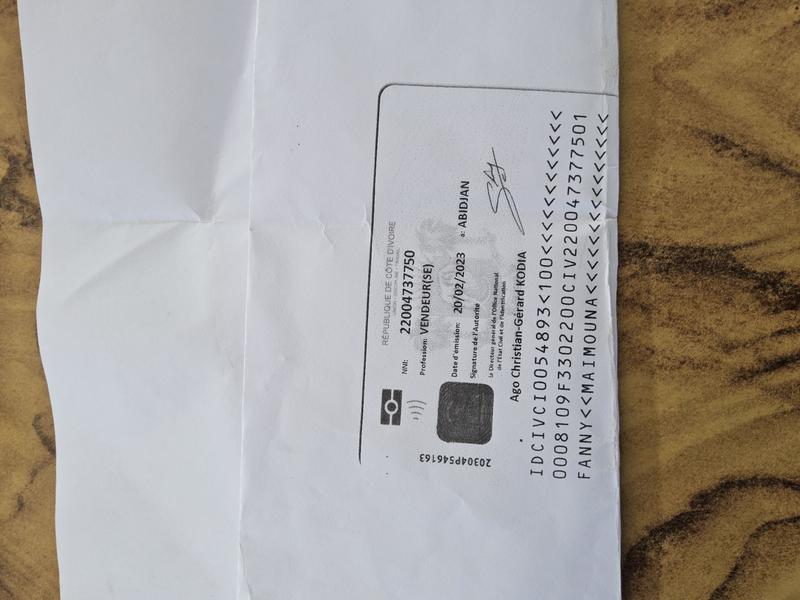 RÉPUBLIQUE DE CÔTE D'IVOIRE
NNI: 22004737750
Profession: VENDEUR(SE)
Date d'émission: 20/02/2023 à: ABIDJAN
Signature de l'Autorité
le Directeur général de l'Office National
de l'Etat Civil et de l'Identification
Ago Christian-Gérard KODIA
20304P546163
IDCIVCI0054893<100<<<<<<<<<<<<
0008109F3302200CIV220047377501
FANNY<<MAIMOUNA<<<<<<<<<<<<<<<